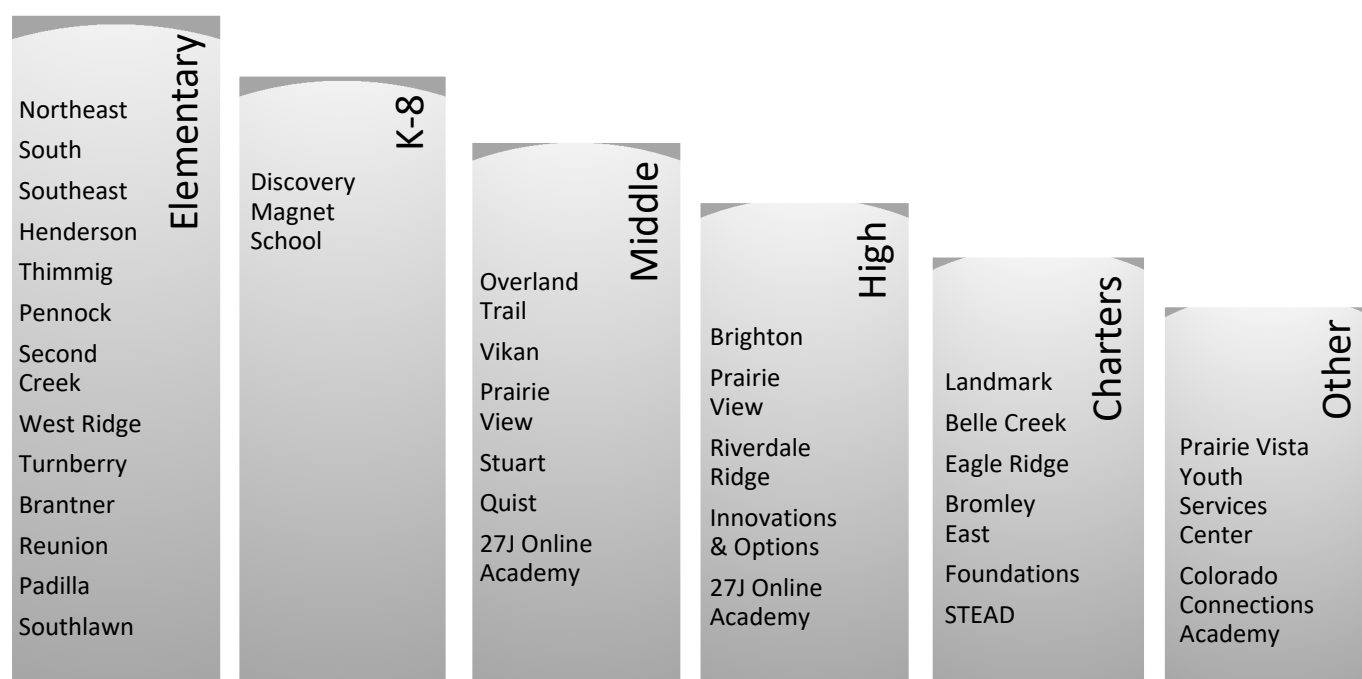 Elementary
Northeast
South
Southeast
Henderson
Thimmig
Pennock
Second
Creek
West Ridge
Turnberry
Brantner
Reunion
Padilla
Southlawn
K-8
Discovery
Magnet
School
Middle
Overland
Trail
Vikan
Prairie
View
Stuart
Quist
27J Online
Academy
High
Brighton
Prairie
View
Riverdale
Ridge
Innovations
& Options
27J Online
Academy
Charters
Landmark
Belle Creek
Eagle Ridge
Bromley
East
Foundations
STEAD
Other
Prairie Vista
Youth
Services
Center
Colorado
Connections
Academy